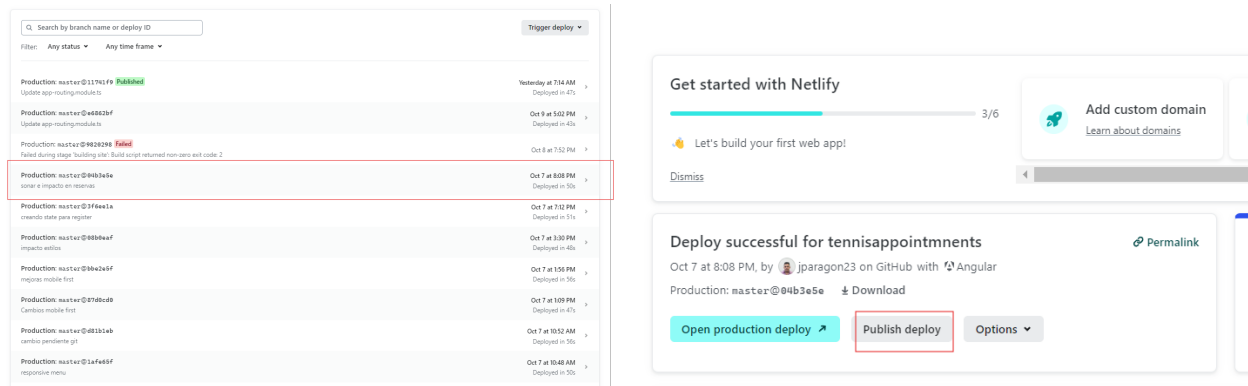 Search by branch name or deploy ID
Trigger deploy
Filter: Any status Any time frame
Production: master@11741f9 Published
Yesterday at 7:14 AM
Update app-routing.module.ts
Deployed in 47s
Production: master@e6862bf
Oct 9 at 5:02 PM
Update app-routing.module.ts
Deployed in 43s
Production: master@9820298 Failed
Oct 8 at 7:52 PM
Failed during stage 'building site': Build script returned non-zero exit code: 2
Production: master@04b3e5e
Oct 7 at 8:08 PM
sonar e impacto en reservas
Deployed in 50s
Production: master@3f6ee1a
Oct 7 at 7:12 PM
creando state para register
Deployed in 51s
Production: master@08b0eaf
Oct 7 at 3:30 PM
impacto estilos
Deployed in 48s
Production: master@bbe2e5f
Oct 7 at 1:56 PM
mejoras mobile first
Deployed in 56s
Production: master@87d0cd0
Oct 7 at 1:09 PM
Cambios mobile first
Deployed in 47s
Production: master@d81b1eb
Oct 7 at 10:52 AM
cambio pendiente git
Deployed in 50s
Production: master@1afe65f
Oct 7 at 10:48 AM
responsive menu
Deployed in 50s
Get started with Netlify
3/6
Let's build your first web app!
Dismiss
Add custom domain
Learn about domains
Deploy successful for tennisappointmnents
Permalink
Oct 7 at 8:08 PM, by jparagon23 on GitHub with Angular
Production: master@04b3e5e Download
Open production deploy Publish deploy Options